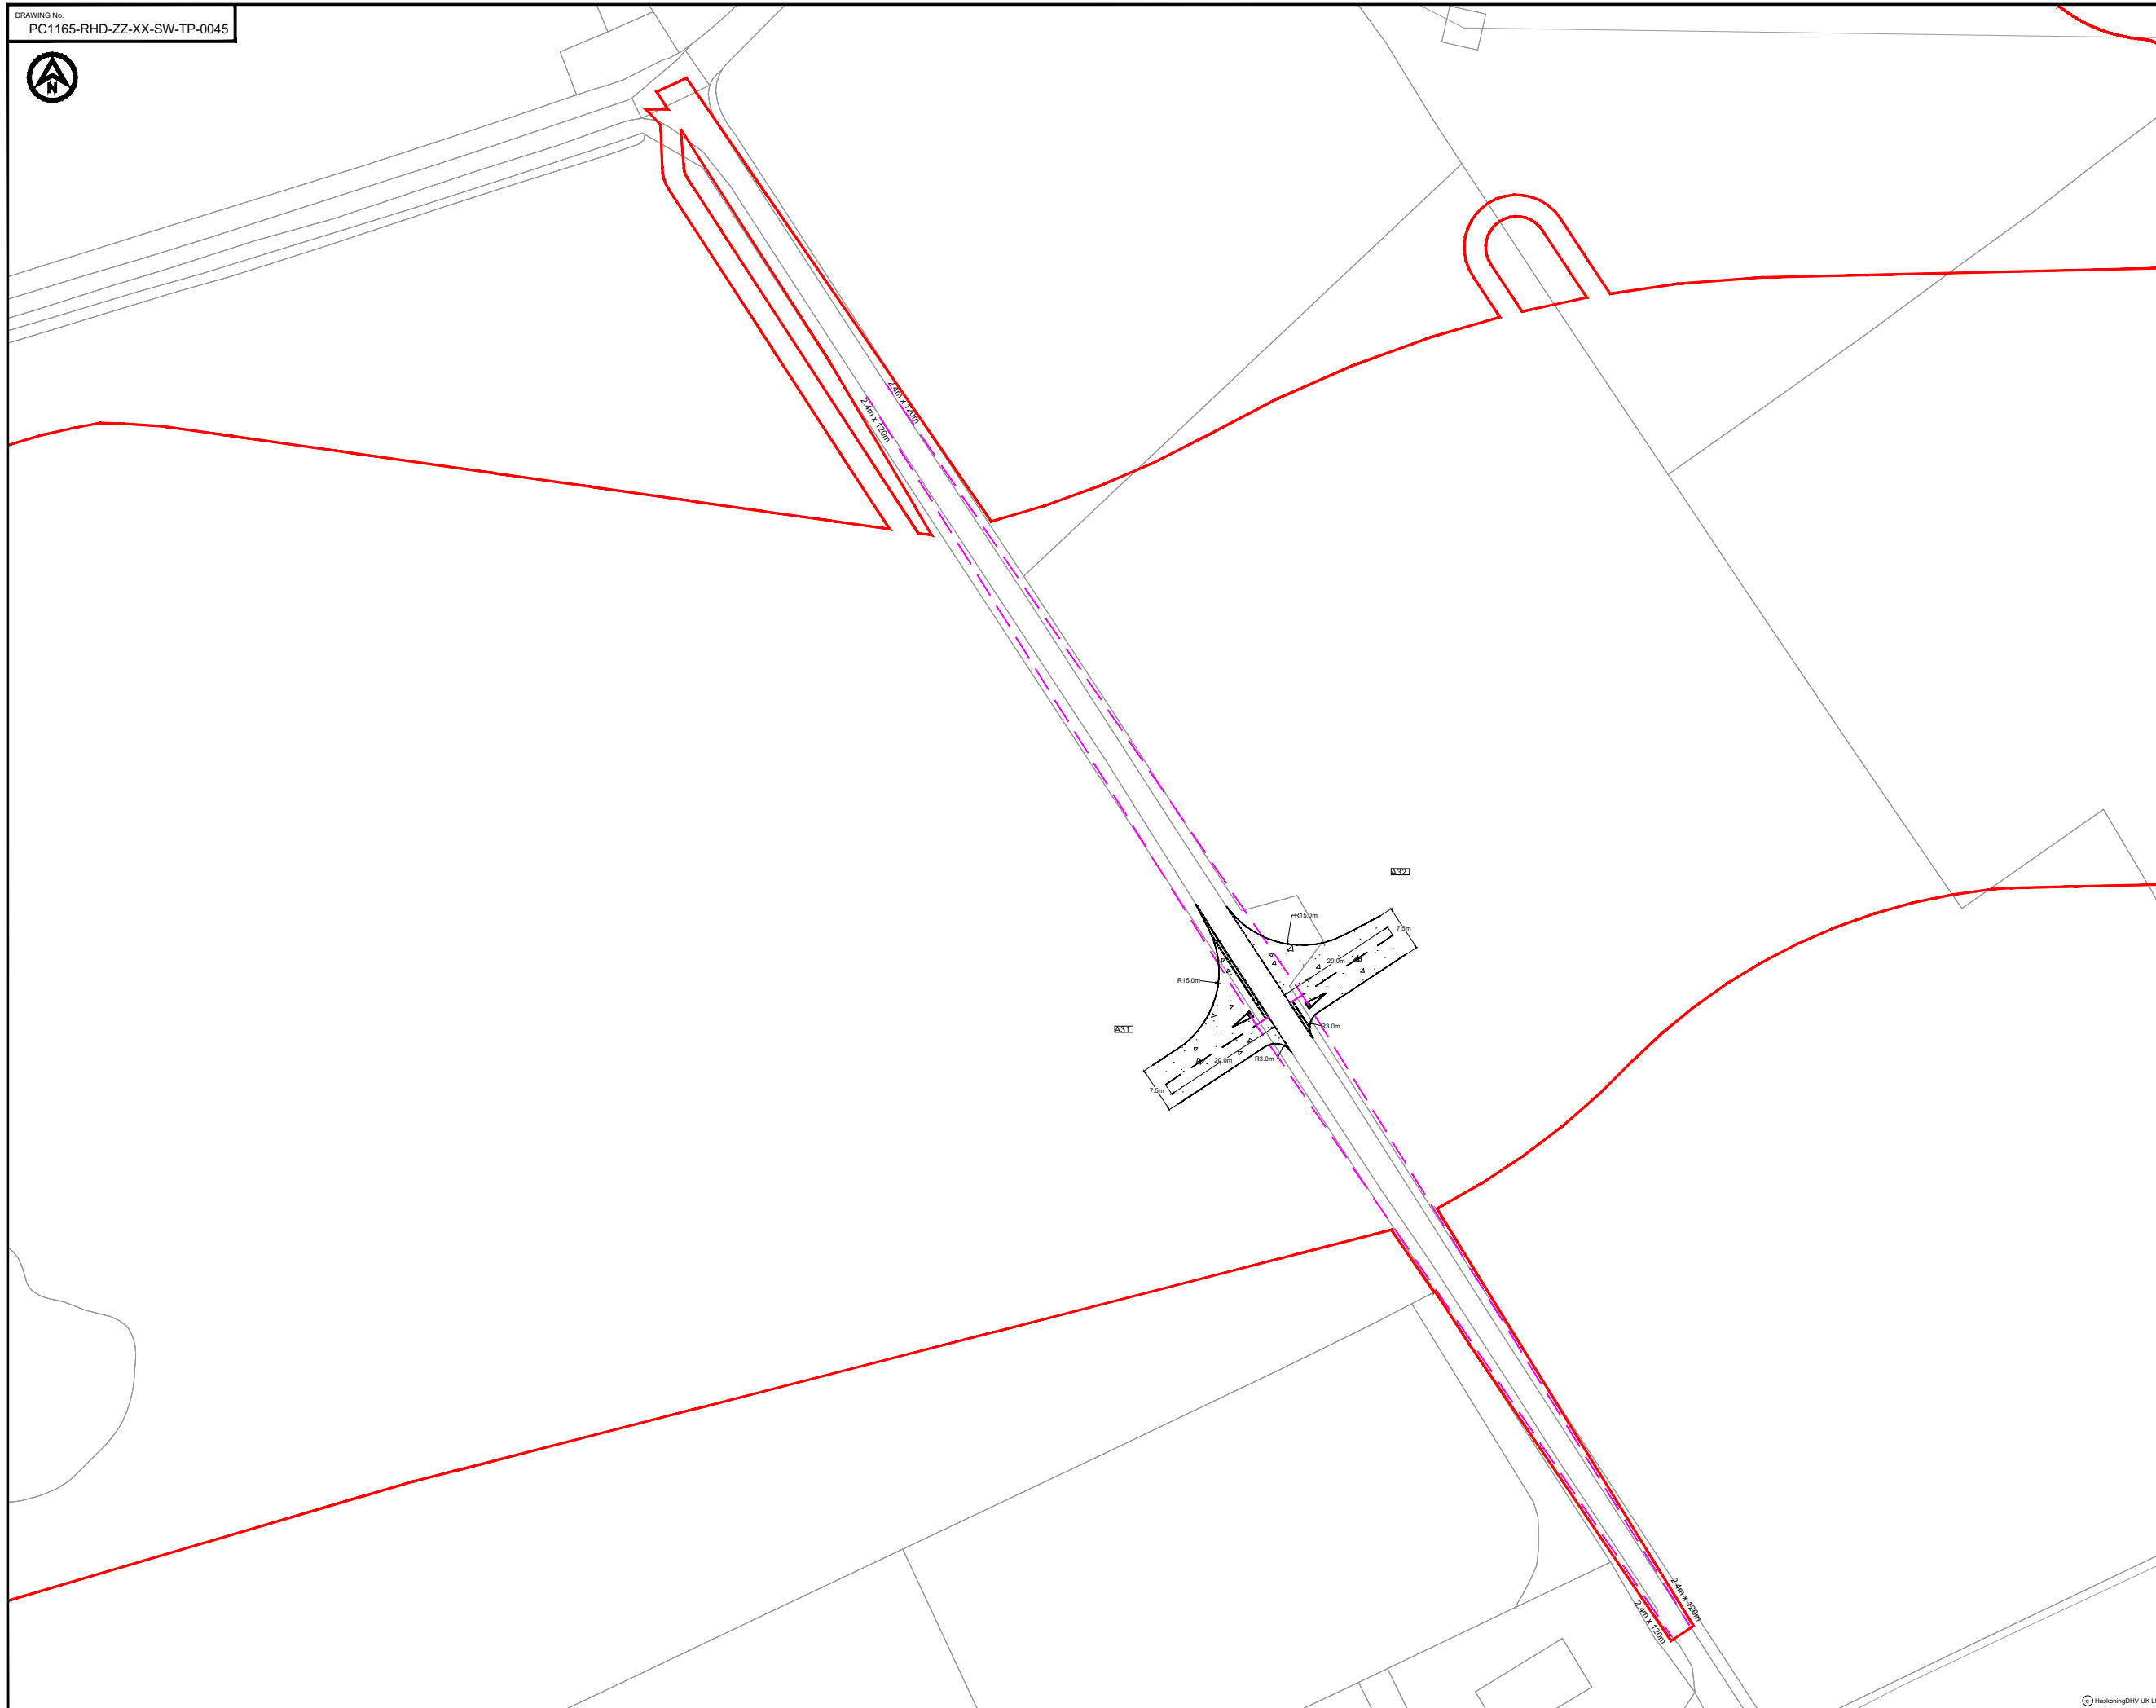 DRAWING No.
PC1165-RHD-ZZ-XX-SW-TP-0045
N
2.4m x 120m
2.4m x 120m
A32
R15.0m
7.5m
20.0m
R15.0m
R3.0m
A31
20.0m
R3.0m
7.5m
2.4m x 120m
2.4m x 120m
© HaskoningDHV UK